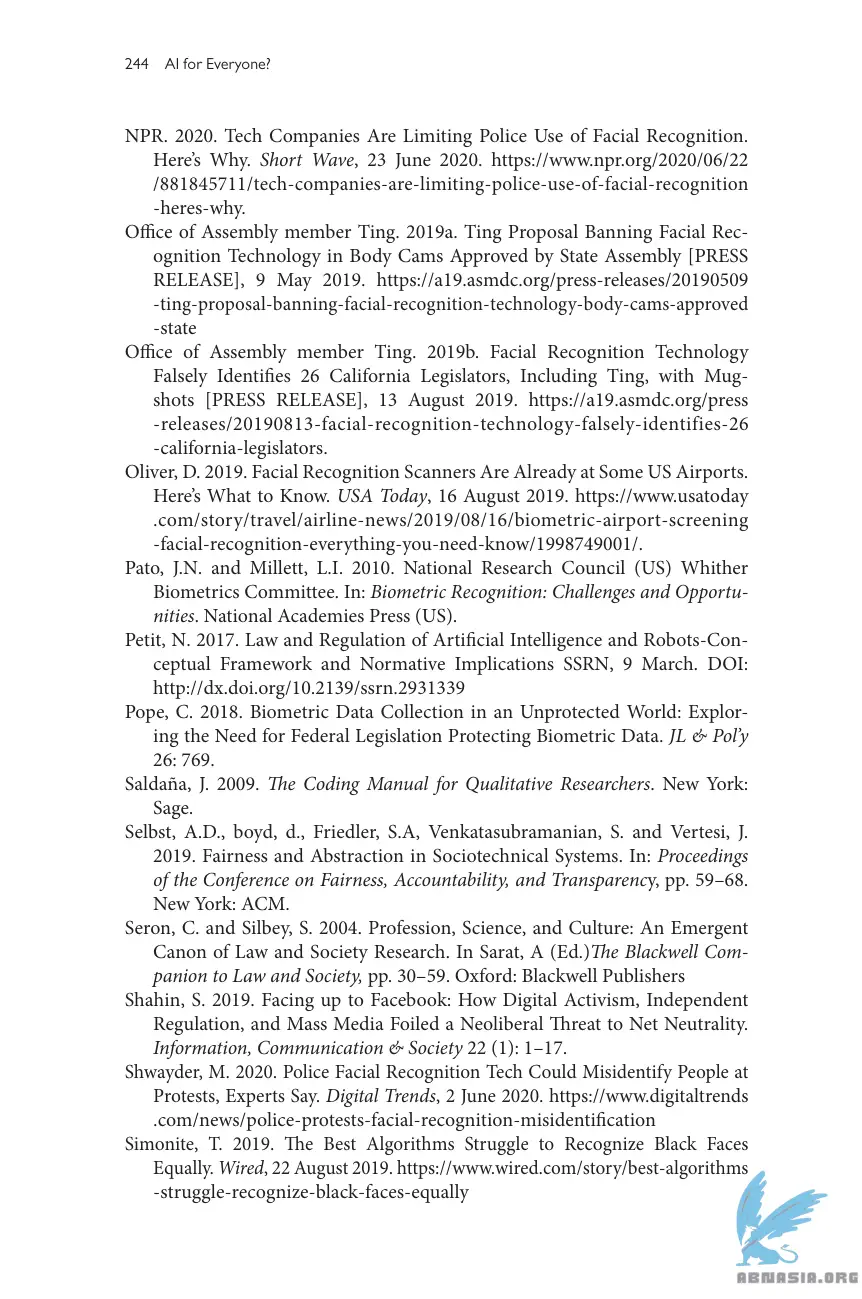 244 AI for Everyone?
NPR. 2020. Tech Companies Are Limiting Police Use of Facial Recognition.
Here’s Why. Short Wave, 23 June 2020. https://www.npr.org/2020/06/22
/881845711/tech-companies-are-limiting-police-use-of-facial-recognition
-heres-why.
Office of Assembly member Ting. 2019a. Ting Proposal Banning Facial Rec-
ognition Technology in Body Cams Approved by State Assembly [PRESS
RELEASE], 9 May 2019. https://a19.asmdc.org/press-releases/20190509
-ting-proposal-banning-facial-recognition-technology-body-cams-approved
-state
Office of Assembly member Ting. 2019b. Facial Recognition Technology
Falsely Identifies 26 California Legislators, Including Ting, with Mug-
shots [PRESS RELEASE], 13 August 2019. https://a19.asmdc.org/press
-releases/20190813-facial-recognition-technology-falsely-identifies-26
-california-legislators.
Oliver, D. 2019. Facial Recognition Scanners Are Already at Some US Airports.
Here’s What to Know. USA Today, 16 August 2019. https://www.usatoday
.com/story/travel/airline-news/2019/08/16/biometric-airport-screening
-facial-recognition-everything-you-need-know/1998749001/.
Pato, J.N. and Millett, L.I. 2010. National Research Council (US) Whither
Biometrics Committee. In: Biometric Recognition: Challenges and Opportu-
nities. National Academies Press (US).
Petit, N. 2017. Law and Regulation of Artificial Intelligence and Robots-Con-
ceptual Framework and Normative Implications SSRN, 9 March. DOI:
http://dx.doi.org/10.2139/ssrn.2931339
Pope, C. 2018. Biometric Data Collection in an Unprotected World: Explor-
ing the Need for Federal Legislation Protecting Biometric Data. JL & Pol’y
26: 769.
Saldaña, J. 2009. The Coding Manual for Qualitative Researchers. New York:
Sage.
Selbst, A.D., boyd, d., Friedler, S.A, Venkatasubramanian, S. and Vertesi, J.
2019. Fairness and Abstraction in Sociotechnical Systems. In: Proceedings
of the Conference on Fairness, Accountability, and Transparency, pp. 59–68.
New York: ACM.
Seron, C. and Silbey, S. 2004. Profession, Science, and Culture: An Emergent
Canon of Law and Society Research. In Sarat, A (Ed.)The Blackwell Com-
panion to Law and Society, pp. 30–59. Oxford: Blackwell Publishers
Shahin, S. 2019. Facing up to Facebook: How Digital Activism, Independent
Regulation, and Mass Media Foiled a Neoliberal Threat to Net Neutrality.
Information, Communication & Society 22 (1): 1–17.
Shwayder, M. 2020. Police Facial Recognition Tech Could Misidentify People at
Protests, Experts Say. Digital Trends, 2 June 2020. https://www.digitaltrends
.com/news/police-protests-facial-recognition-misidentification
Simonite, T. 2019. The Best Algorithms Struggle to Recognize Black Faces
Equally. Wired, 22 August 2019. https://www.wired.com/story/best-algorithms
-struggle-recognize-black-faces-equally
ABNASIA.ORG